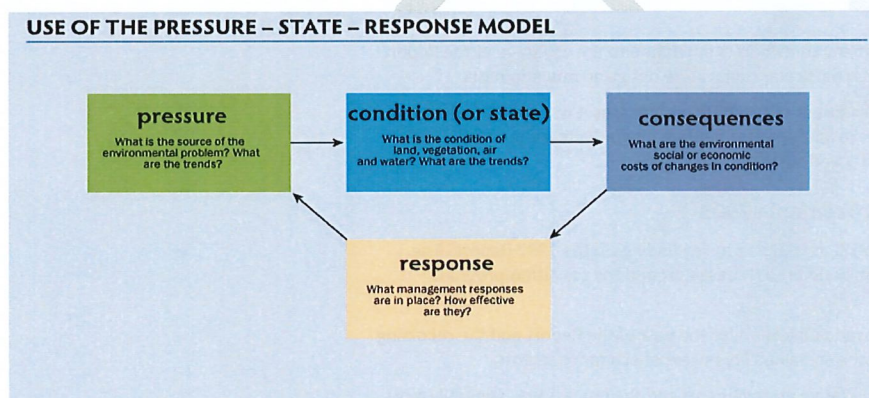 USE OF THE PRESSURE – STATE – RESPONSE MODEL
pressure
What is the source of the
environmental problem? What
are the trends?
condition (or state)
What is the condition of
land, vegetation, air
and water? What are the trends?
consequences
What are the environmental
social or economic
costs of changes in condition?
response
What management responses
are in place? How effective
are they?